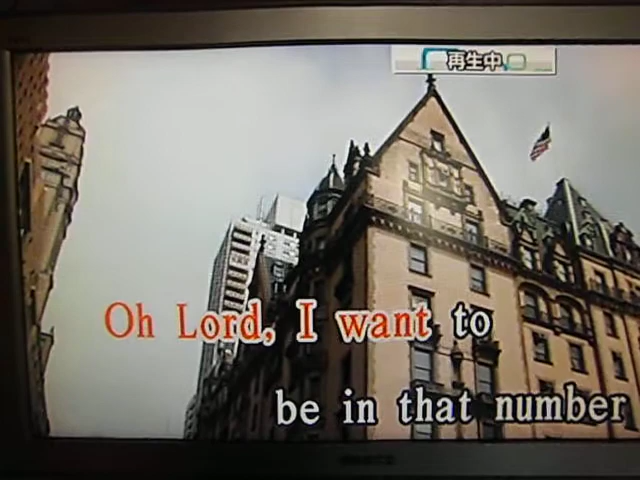 再生中
Oh Lord, I want to
be in that number